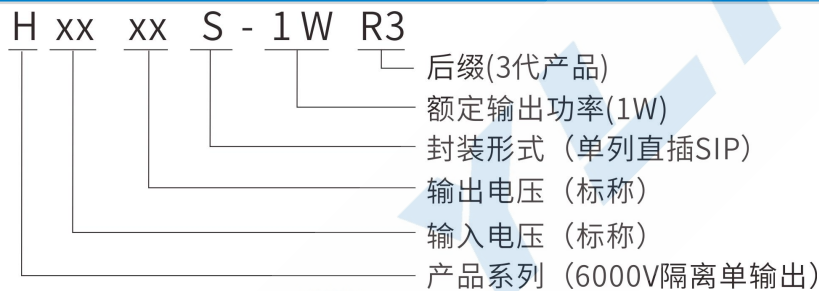 H xx xx S - 1W R3
后缀(3代产品)
额定输出功率(1W)
封装形式（单列直插SIP）
输出电压（标称）
输入电压（标称）
产品系列（6000V隔离单输出）